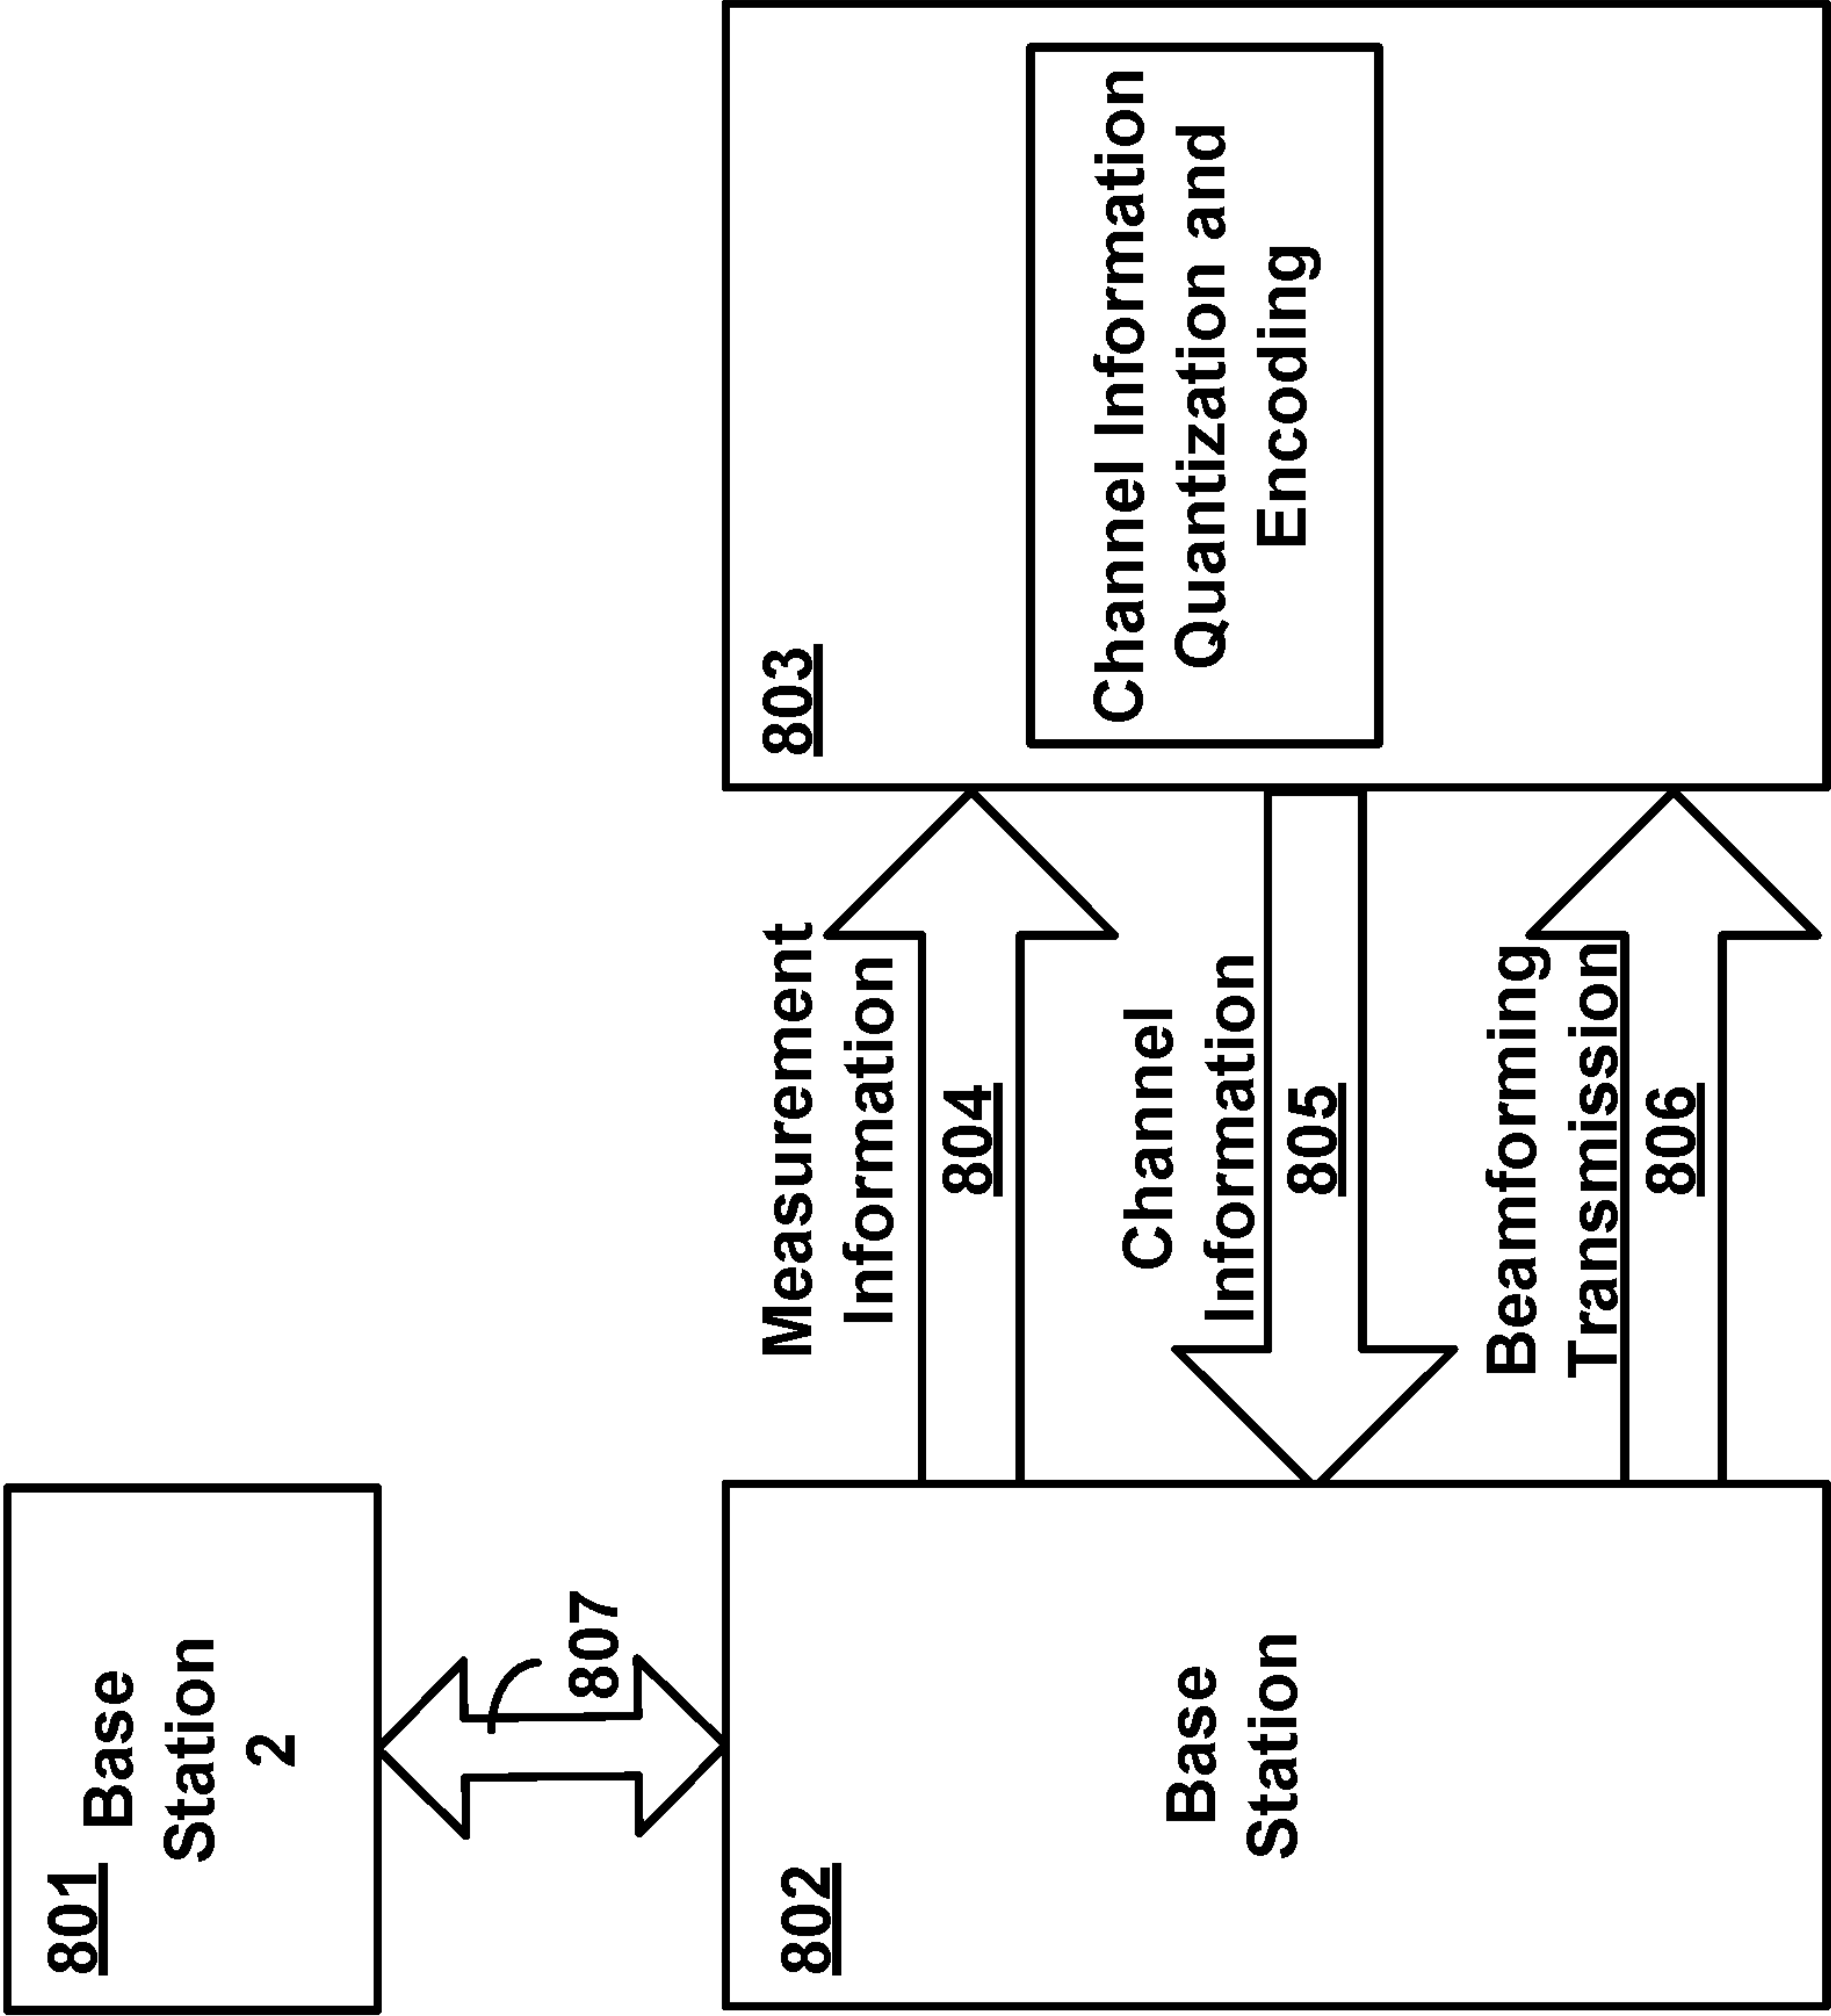 801
Base
Station
2
807
802
Base
Station
Measurement
Information
804
Channel
Information
805
Beamforming
Transmission
806
803
Channel Information
Quantization and
Encoding